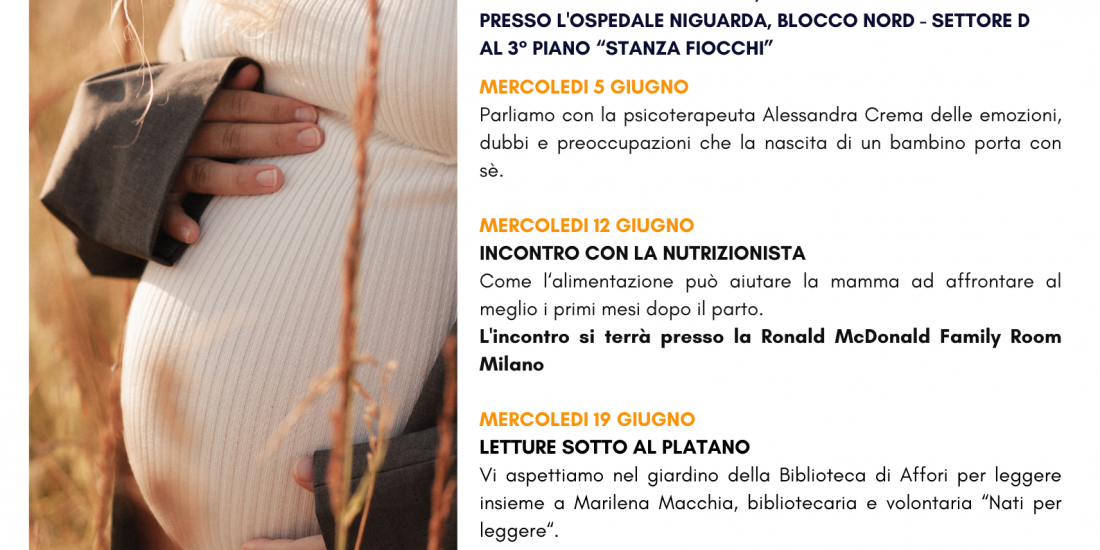 PRESSO L'OSPEDALE NIGUARDA, BLOCCO NORD - SETTORE D
AL 3° PIANO “STANZA FIOCCHI”
MERCOLEDI 5 GIUGNO
Parliamo con la psicoterapeuta Alessandra Crema delle emozioni,
dubbi e preoccupazioni che la nascita di un bambino porta con
sè.
MERCOLEDI 12 GIUGNO
INCONTRO CON LA NUTRIZIONISTA
Come l‘alimentazione può aiutare la mamma ad affrontare al
meglio i primi mesi dopo il parto.
L'incontro si terrà presso la Ronald McDonald Family Room
Milano
MERCOLEDI 19 GIUGNO
LETTURE SOTTO AL PLATANO
Vi aspettiamo nel giardino della Biblioteca di Affori per leggere
insieme a Marilena Macchia, bibliotecaria e volontaria “Nati per
leggere“.